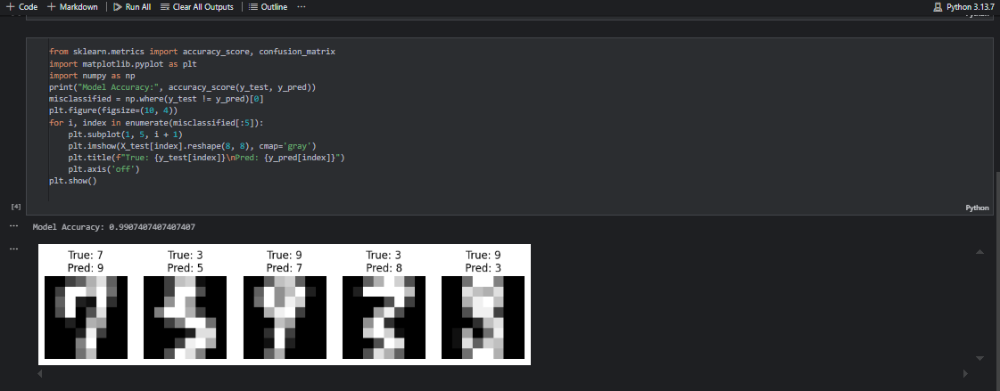 + Code + Markdown | Run All Clear All Outputs | Outline ... Python 3.13.7
from sklearn.metrics import accuracy_score, confusion_matrix
import matplotlib.pyplot as plt
import numpy as np
print("Model Accuracy:", accuracy_score(y_test, y_pred))
misclassified = np.where(y_test != y_pred)[0]
plt.figure(figsize=(10, 4))
for i, index in enumerate(misclassified[:5]):
    plt.subplot(1, 5, i + 1)
    plt.imshow(X_test[index].reshape(8, 8), cmap='gray')
    plt.title(f"True: {y_test[index]}\nPred: {y_pred[index]}")
    plt.axis('off')
plt.show()
[4]
Python
... Model Accuracy: 0.9907407407407407
...
True: 7 True: 3 True: 9 True: 3 True: 9
Pred: 9 Pred: 5 Pred: 7 Pred: 8 Pred: 3